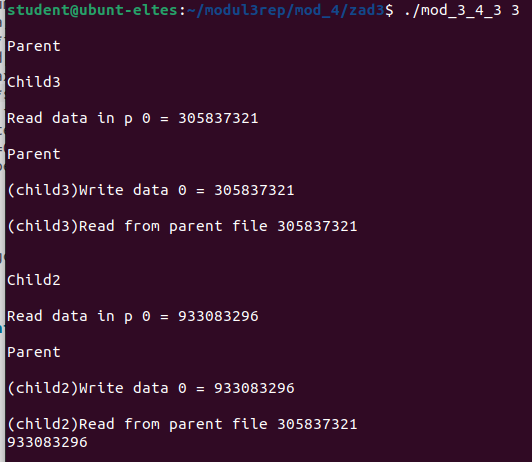 student@ubunt-eltes:~/modul3rep/mod_4/zad3$ ./mod_3_4_3 3
Parent
Child3
Read data in p 0 = 305837321
Parent
(child3)Write data 0 = 305837321
(child3)Read from parent file 305837321
Child2
Read data in p 0 = 933083296
Parent
(child2)Write data 0 = 933083296
(child2)Read from parent file 305837321
933083296